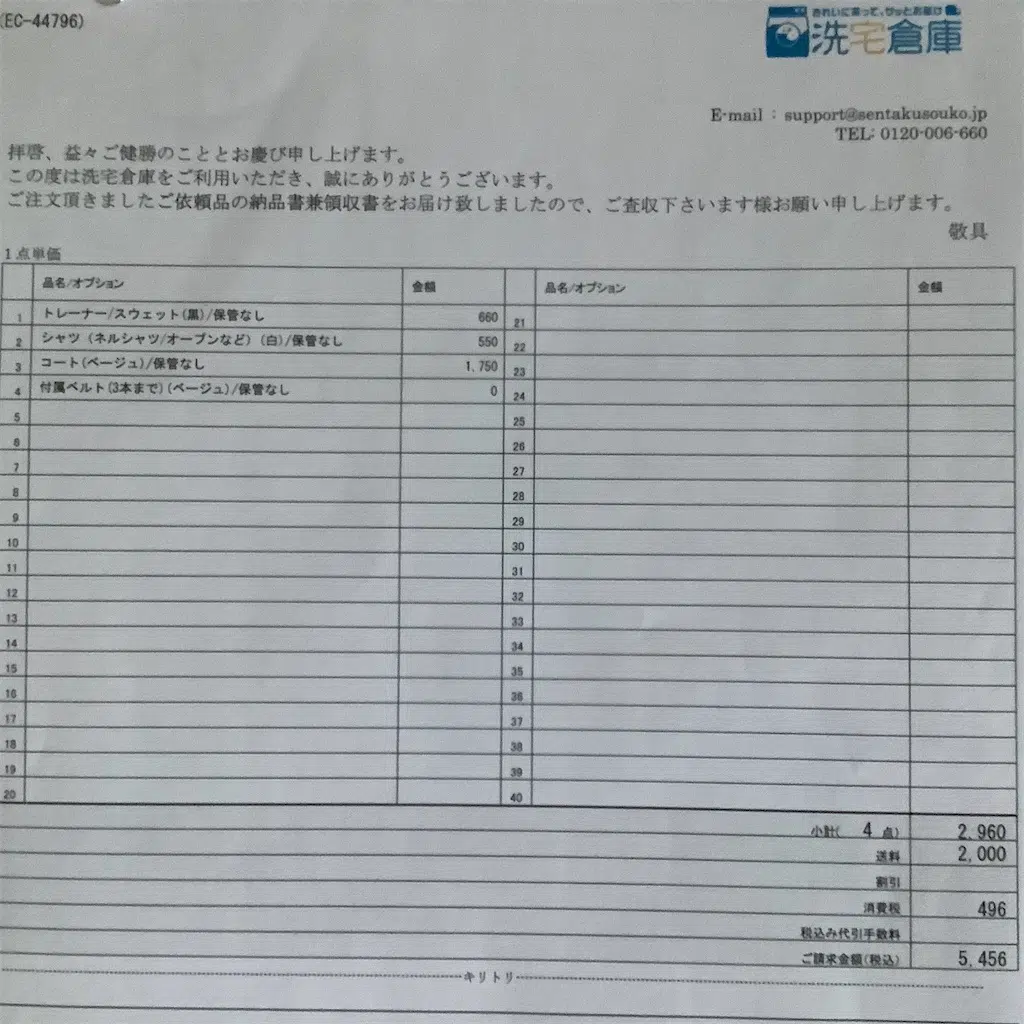 (EC-44796)
きれいに洗って、サッとお届け
洗宅倉庫
E-mail : support@sentakusouko.jp
TEL: 0120-006-660
拝啓、益々ご健勝のこととお慶び申し上げます。
この度は洗宅倉庫をご利用いただき、誠にありがとうございます。
ご注文頂きましたご依頼品の納品書兼領収書をお届け致しましたので、ご査収下さいます様お願い申し上げます。
敬具
1点単価
品名/オプション 金額 品名/オプション 金額
1 トレーナー/スウェット(黒)/保管なし 660 21
2 シャツ (ネルシャツ/オープンなど) (白)/保管なし 550 22
3 コート(ベージュ)/保管なし 1,750 23
4 付属ベルト(3本まで)(ベージュ)/保管なし 0 24
5 25
6 26
7 27
8 28
9 29
10 30
11 31
12 32
13 33
14 34
15 35
16 36
17 37
18 38
19 39
20 40
小計( 4 点) 2,960
送料 2,000
割引
消費税 496
税込み代引手数料
ご請求金額(税込) 5,456
キリトリ